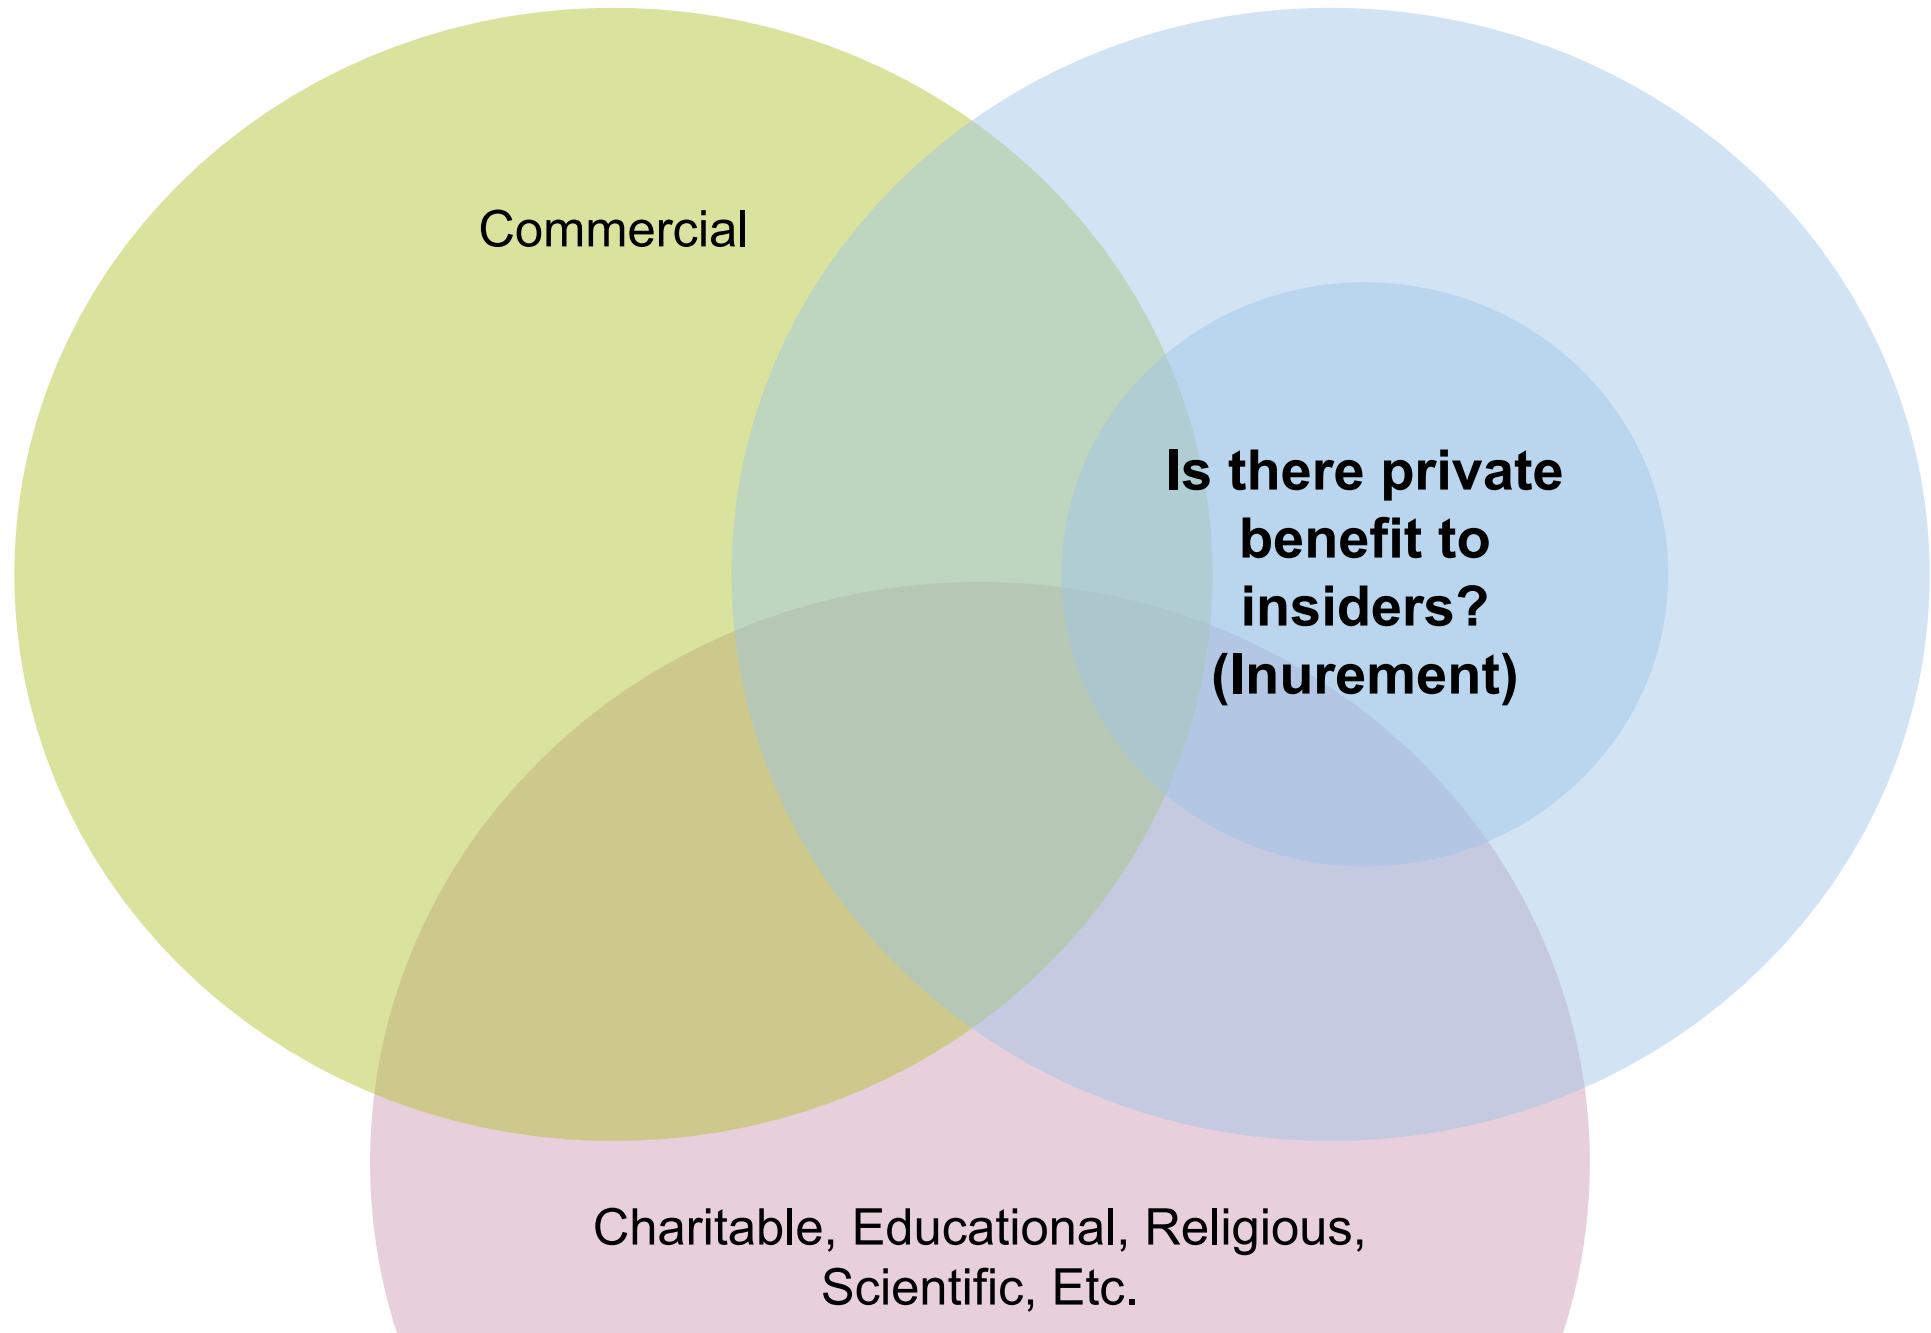 Commercial
Is there private
benefit to
insiders?
(Inurement)
Charitable, Educational, Religious,
Scientific, Etc.